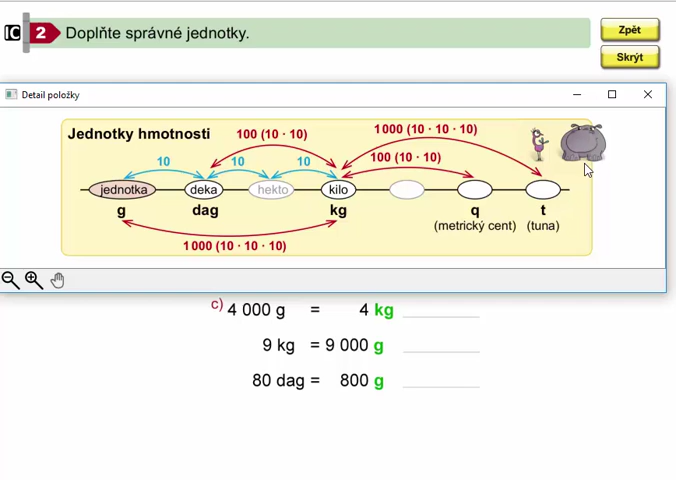 IC 2 Doplňte správné jednotky.
Zpět
Skrýt
Detail položky
Jednotky hmotnosti
100 (10 · 10)
1 000 (10 · 10 · 10)
10
10
10
100 (10 · 10)
jednotka deka hekto kilo
g dag kg q t
(metrický cent) (tuna)
1 000 (10 · 10 · 10)
c) 4 000 g = 4 kg
9 kg = 9 000 g
80 dag = 800 g